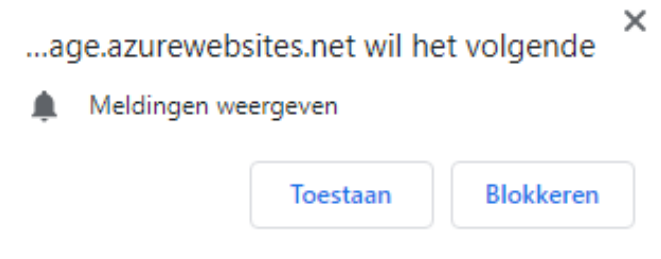 ...age.azurewebsites.net wil het volgende
Meldingen weergeven
Toestaan
Blokkeren